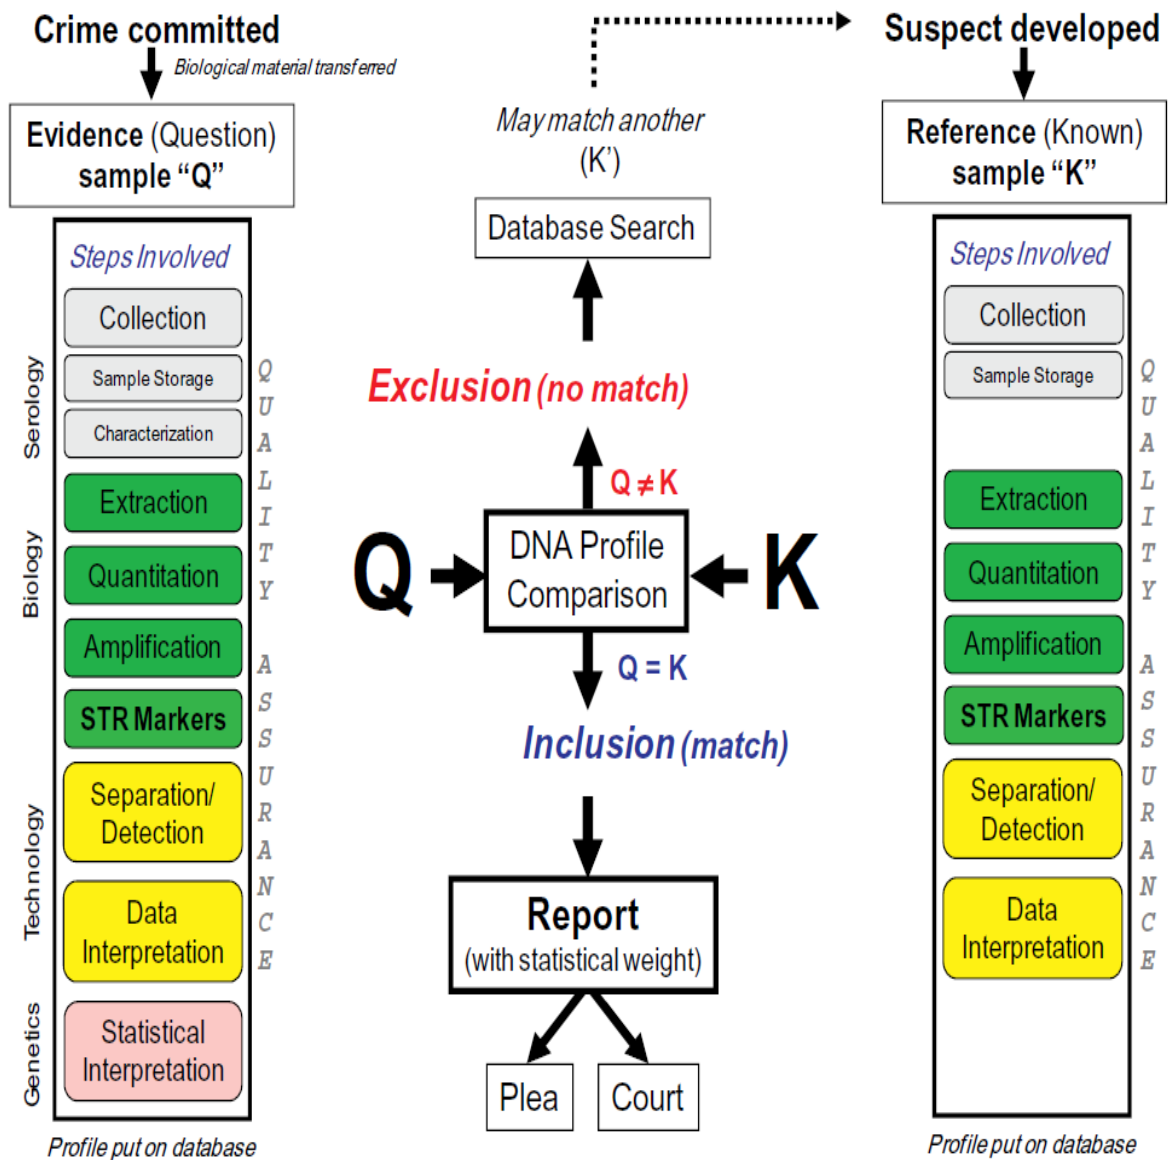 Crime committed
Biological material transferred
Evidence (Question)
sample “Q”
Steps Involved
Collection
Sample Storage
Characterization
Extraction
Quantitation
Amplification
STR Markers
Separation/
Detection
Data
Interpretation
Statistical
Interpretation
Profile put on database
Serology
Biology
Technology
Genetics
QUALITY ASSURANCE
May match another
(K’)
Database Search
Exclusion (no match)
Q ≠ K
Q
DNA Profile
Comparison
K
Q = K
Inclusion (match)
Report
(with statistical weight)
Plea
Court
Suspect developed
Reference (Known)
sample “K”
Steps Involved
Collection
Sample Storage
Extraction
Quantitation
Amplification
STR Markers
Separation/
Detection
Data
Interpretation
QUALITY ASSURANCE
Profile put on database